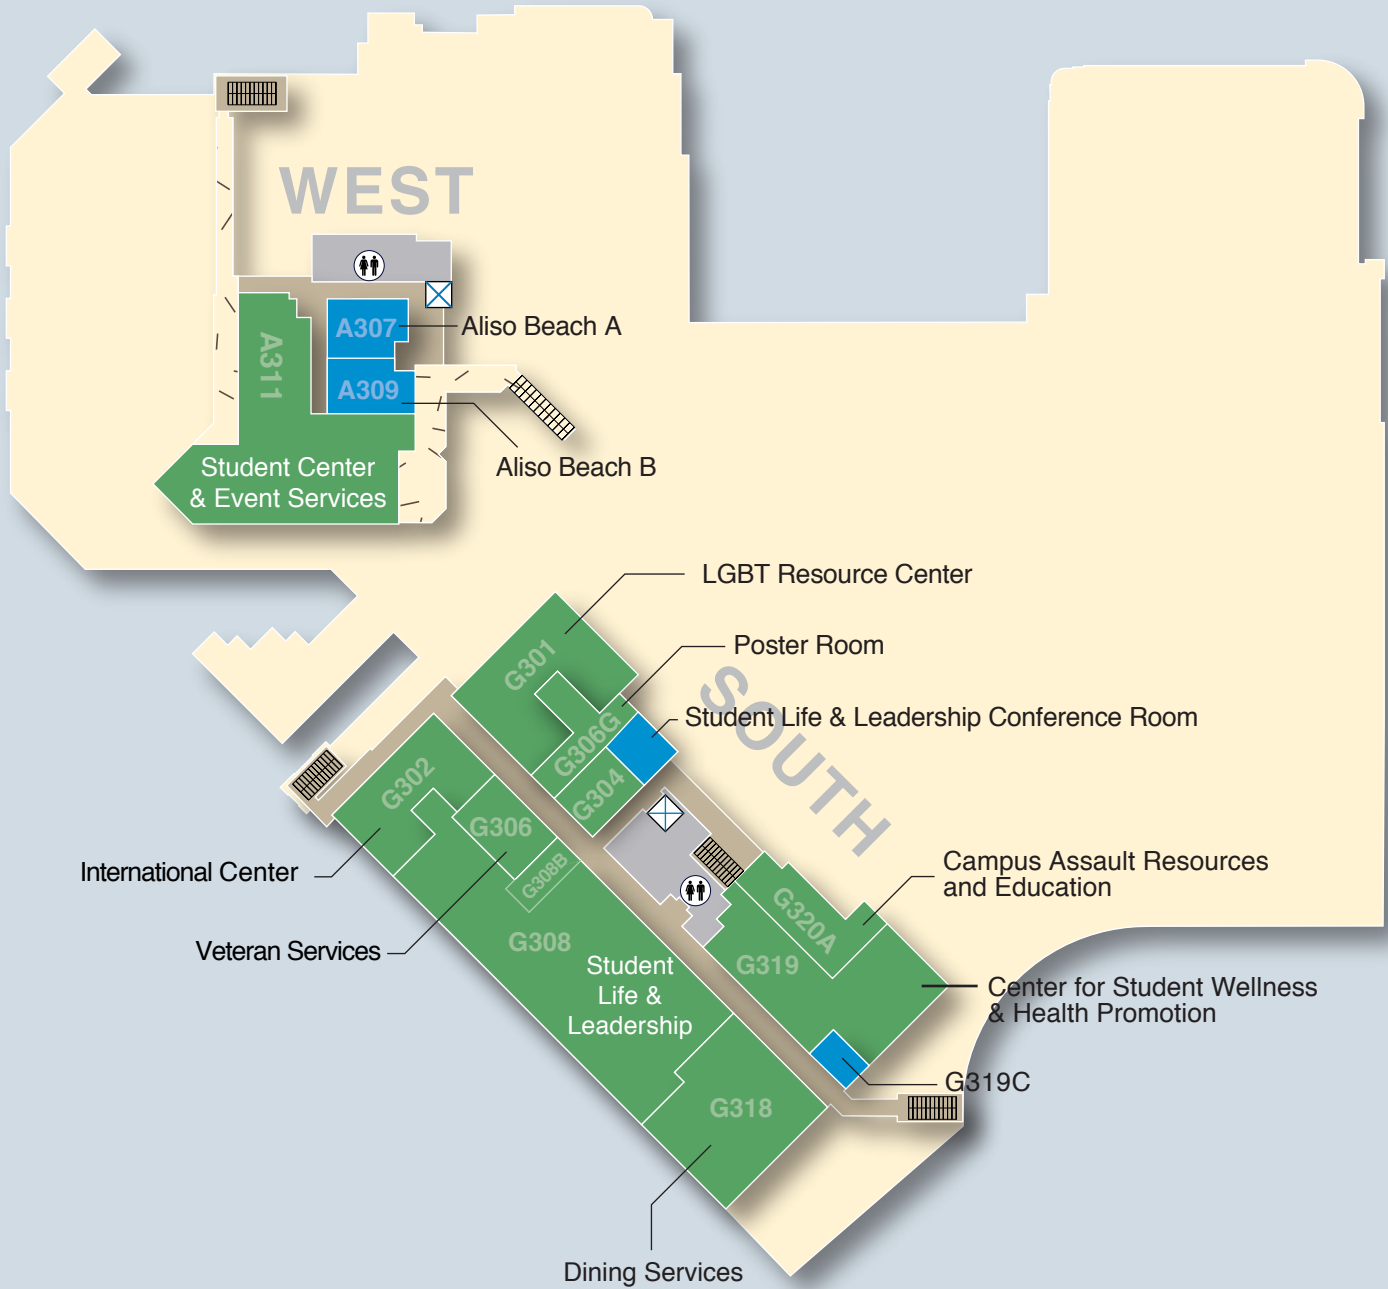 WEST
A307
Aliso Beach A
A311
A309
Aliso Beach B
Student Center
& Event Services
LGBT Resource Center
G301
Poster Room
SOUTH
Student Life & Leadership Conference Room
G306G
G304
G302
G306
G308B
International Center
Veteran Services
G308
Student
Life &
Leadership
Campus Assault Resources
and Education
G320A
G319
Center for Student Wellness
& Health Promotion
G319C
G318
Dining Services